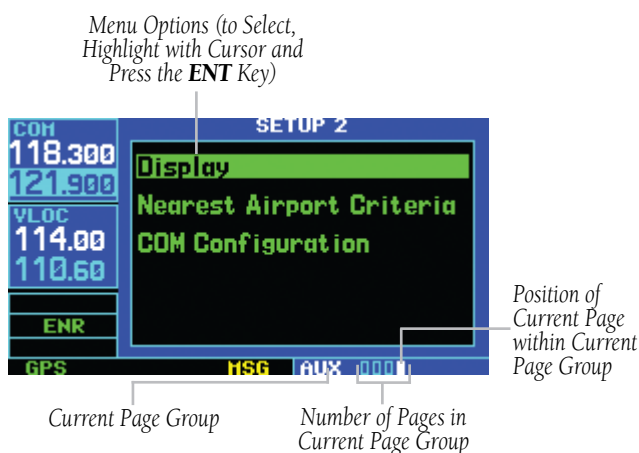 Menu Options (to Select,
Highlight with Cursor and
Press the ENT Key)
COM
118.300
121.900
VLOC
114.00
110.60
ENR
GPS
SETUP 2
Display
Nearest Airport Criteria
COM Configuration
MSG
AUX
Position of
Current Page
within Current
Page Group
Current Page Group
Number of Pages in
Current Page Group